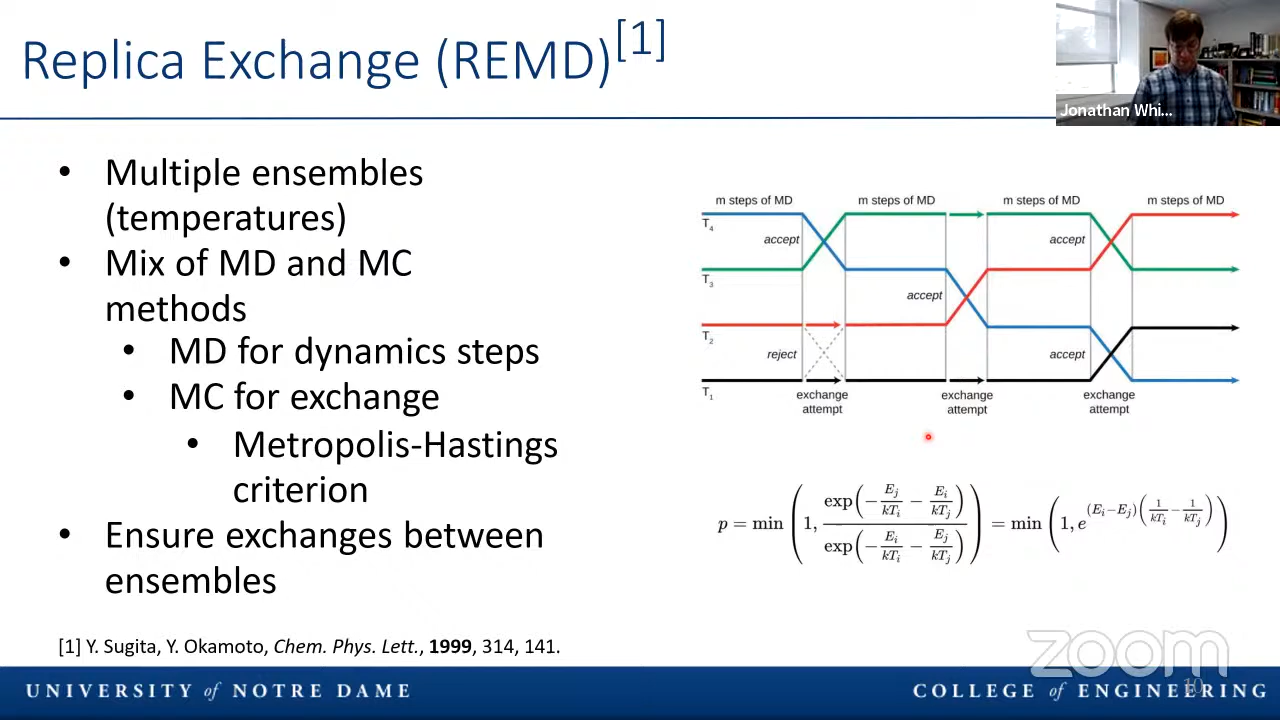 Replica Exchange (REMD)[1]
Jonathan Whi...
• Multiple ensembles
(temperatures)
• Mix of MD and MC
methods
• MD for dynamics steps
• MC for exchange
• Metropolis-Hastings
criterion
• Ensure exchanges between
ensembles
m steps of MD m steps of MD m steps of MD m steps of MD
T4
accept accept
T3
accept
T2
reject accept
T1
exchange exchange exchange
attempt attempt attempt
p = min(1, exp(-Ej/kTi - Ei/kTj) / exp(-Ei/kTi - Ej/kTj)) = min(1, e^(Ei-Ej)(1/kTi - 1/kTj))
[1] Y. Sugita, Y. Okamoto, Chem. Phys. Lett., 1999, 314, 141.
zoom
UNIVERSITY of NOTRE DAME
COLLEGE of ENGINEERING
10